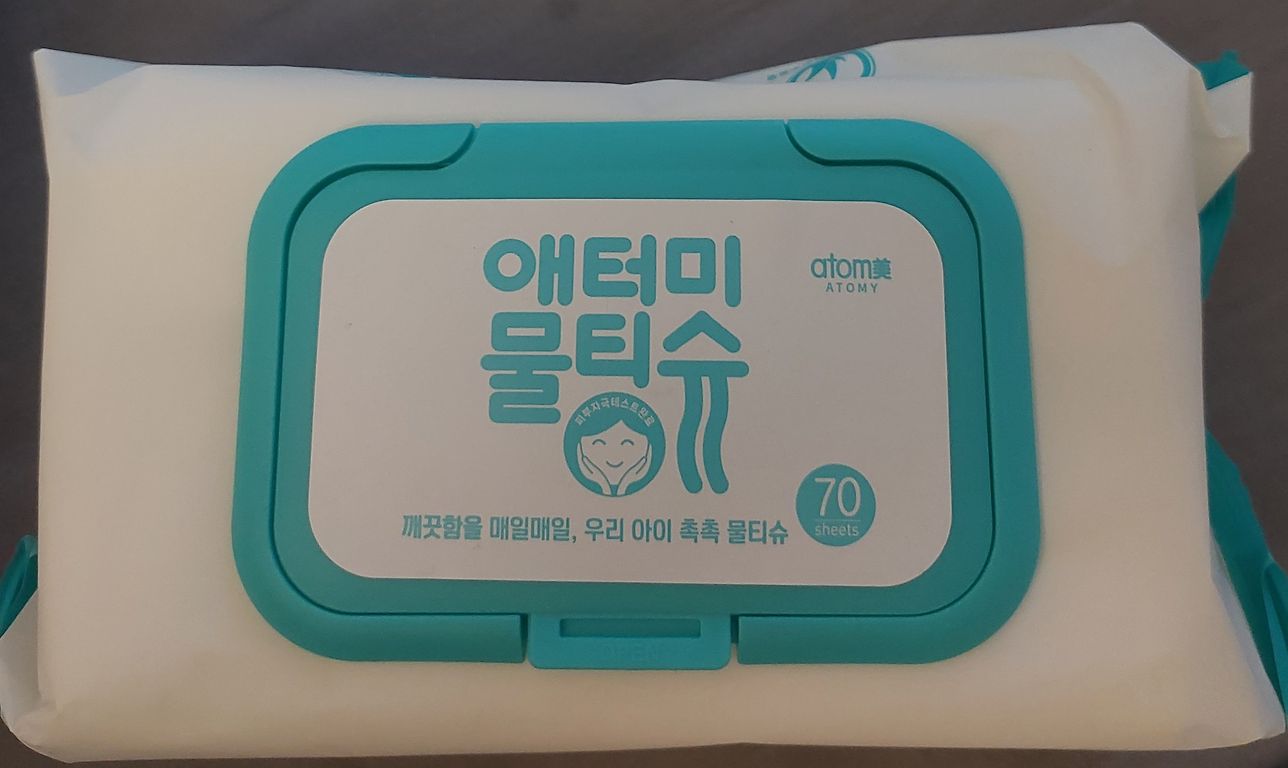 애터미
물티슈
atom美
ATOMY
피부자극테스트완료
70
sheets
깨끗함을 매일매일, 우리 아이 촉촉 물티슈